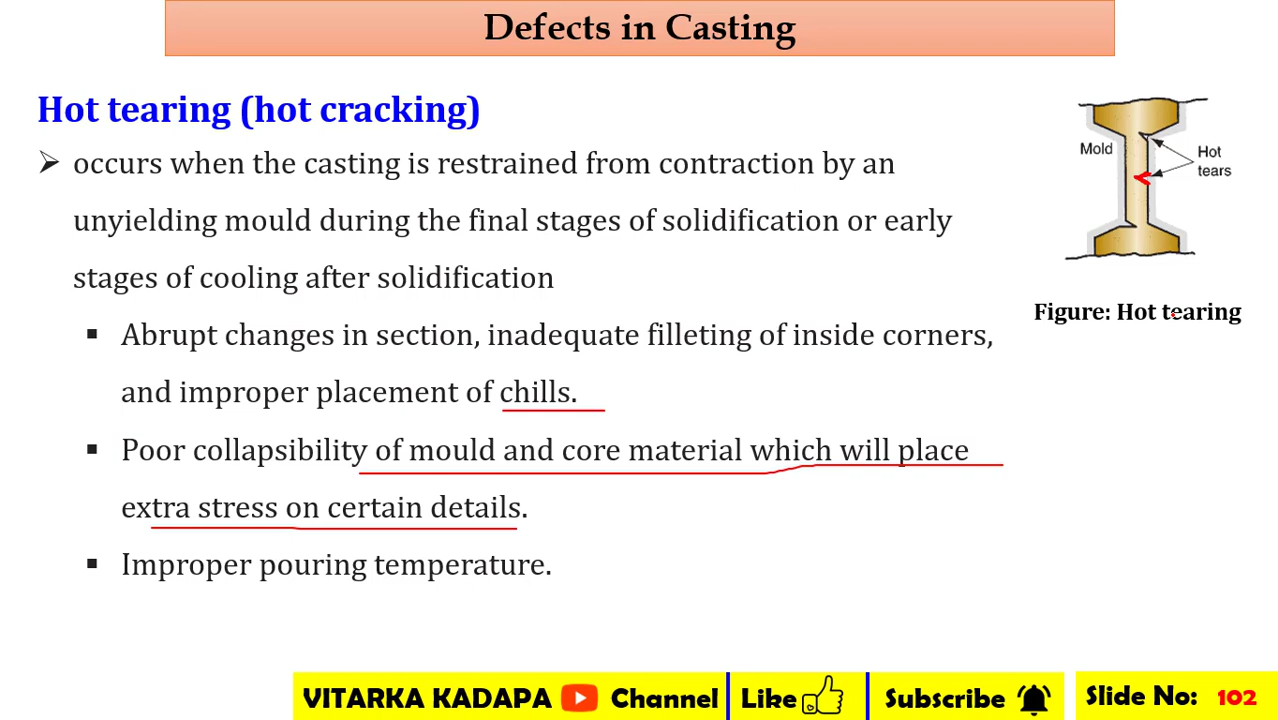 Defects in Casting
Hot tearing (hot cracking)
➢ occurs when the casting is restrained from contraction by an
unyielding mould during the final stages of solidification or early
stages of cooling after solidification
▪ Abrupt changes in section, inadequate filleting of inside corners,
and improper placement of chills.
▪ Poor collapsibility of mould and core material which will place
extra stress on certain details.
▪ Improper pouring temperature.
Mold
Hot
tears
Figure: Hot tearing
VITARKA KADAPA Channel Like Subscribe Slide No: 102